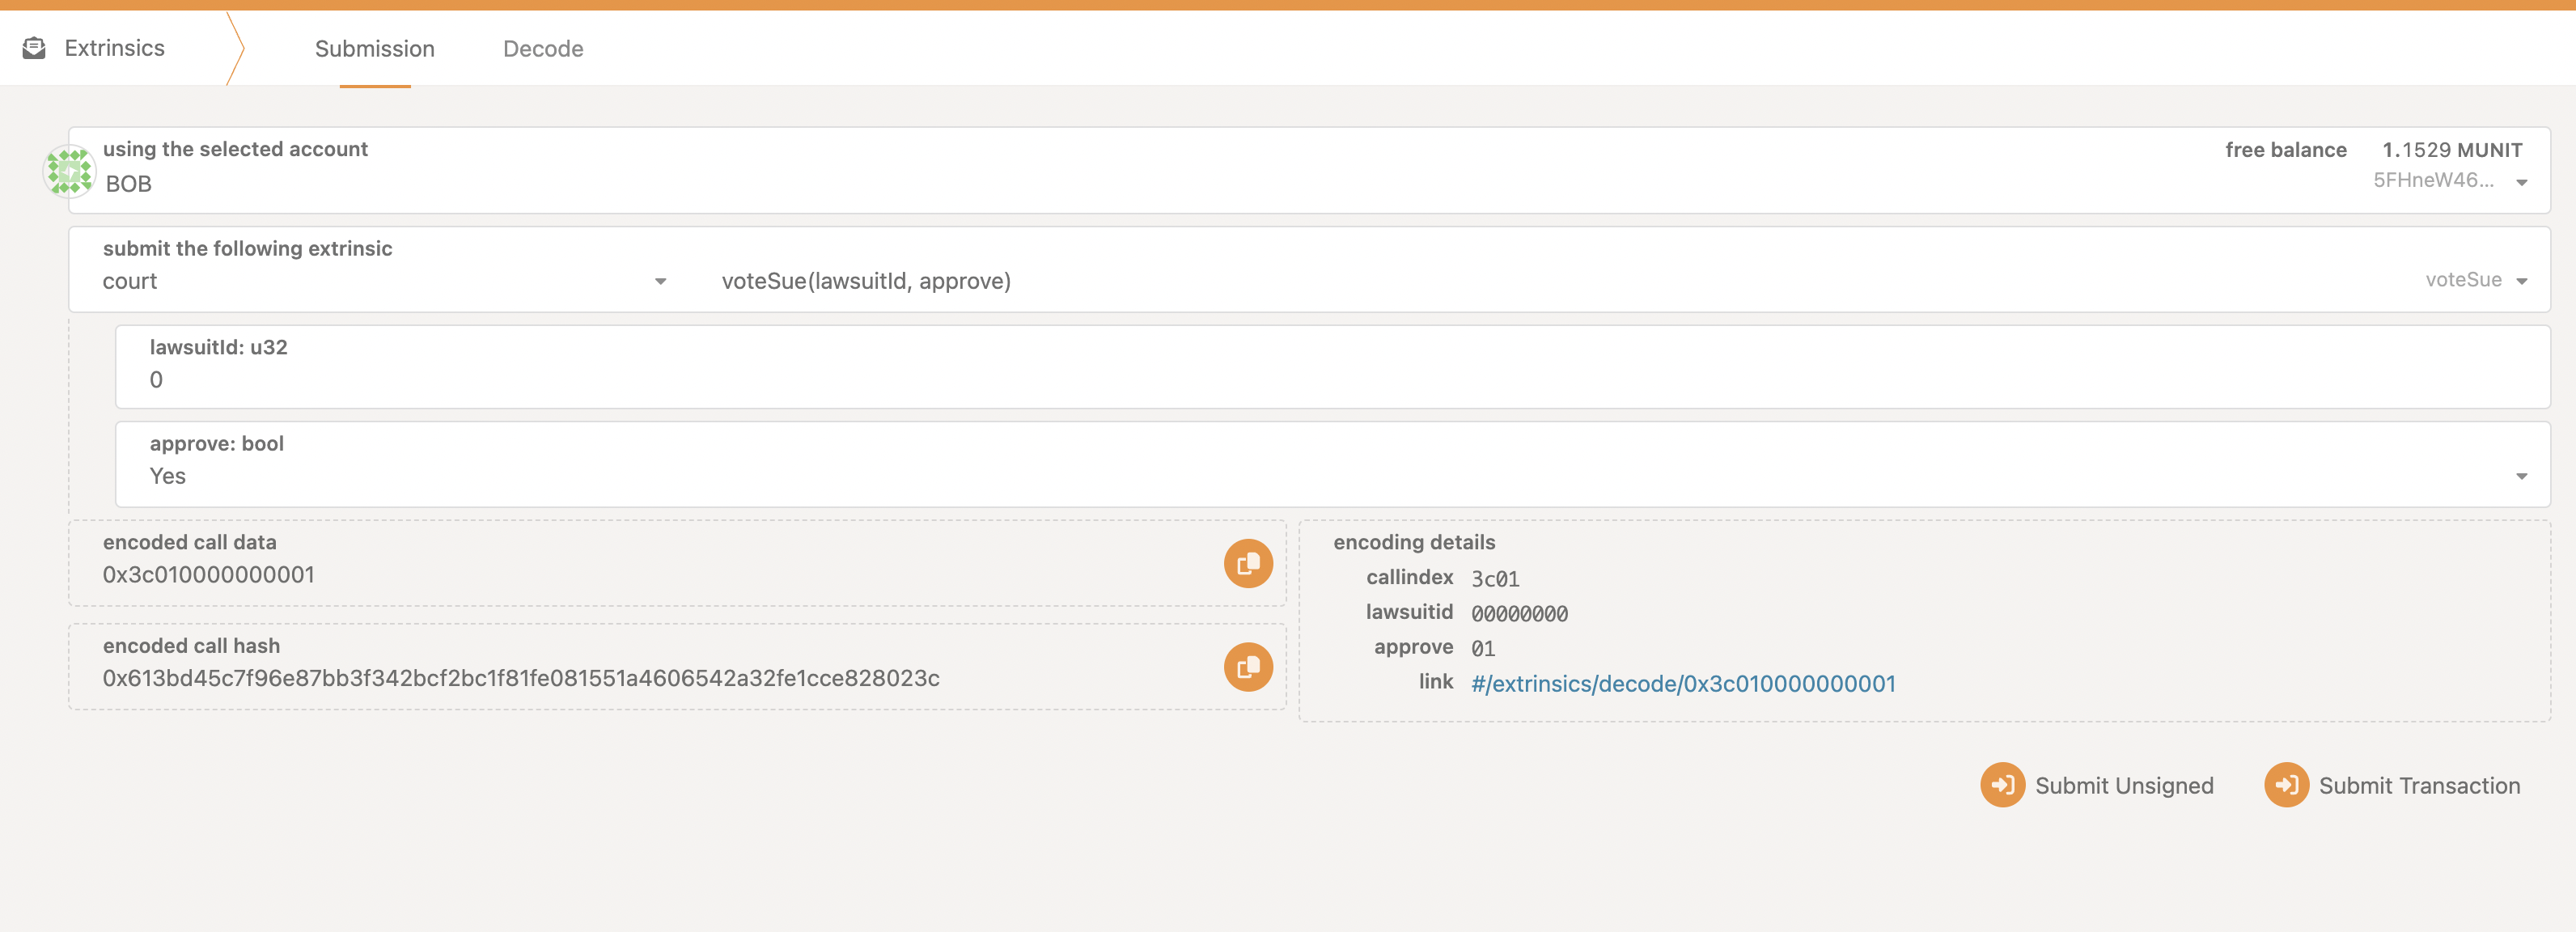 Extrinsics
Submission
Decode
using the selected account
BOB
free balance 1.1529 MUNIT
5FHneW46...
submit the following extrinsic
court
voteSue(lawsuitId, approve)
voteSue
lawsuitId: u32
0
approve: bool
Yes
encoded call data
0x3c010000000001
encoded call hash
0x613bd45c7f96e87bb3f342bcf2bc1f81fe081551a4606542a32fe1cce828023c
encoding details
callindex 3c01
lawsuitid 00000000
approve 01
link #/extrinsics/decode/0x3c010000000001
Submit Unsigned
Submit Transaction